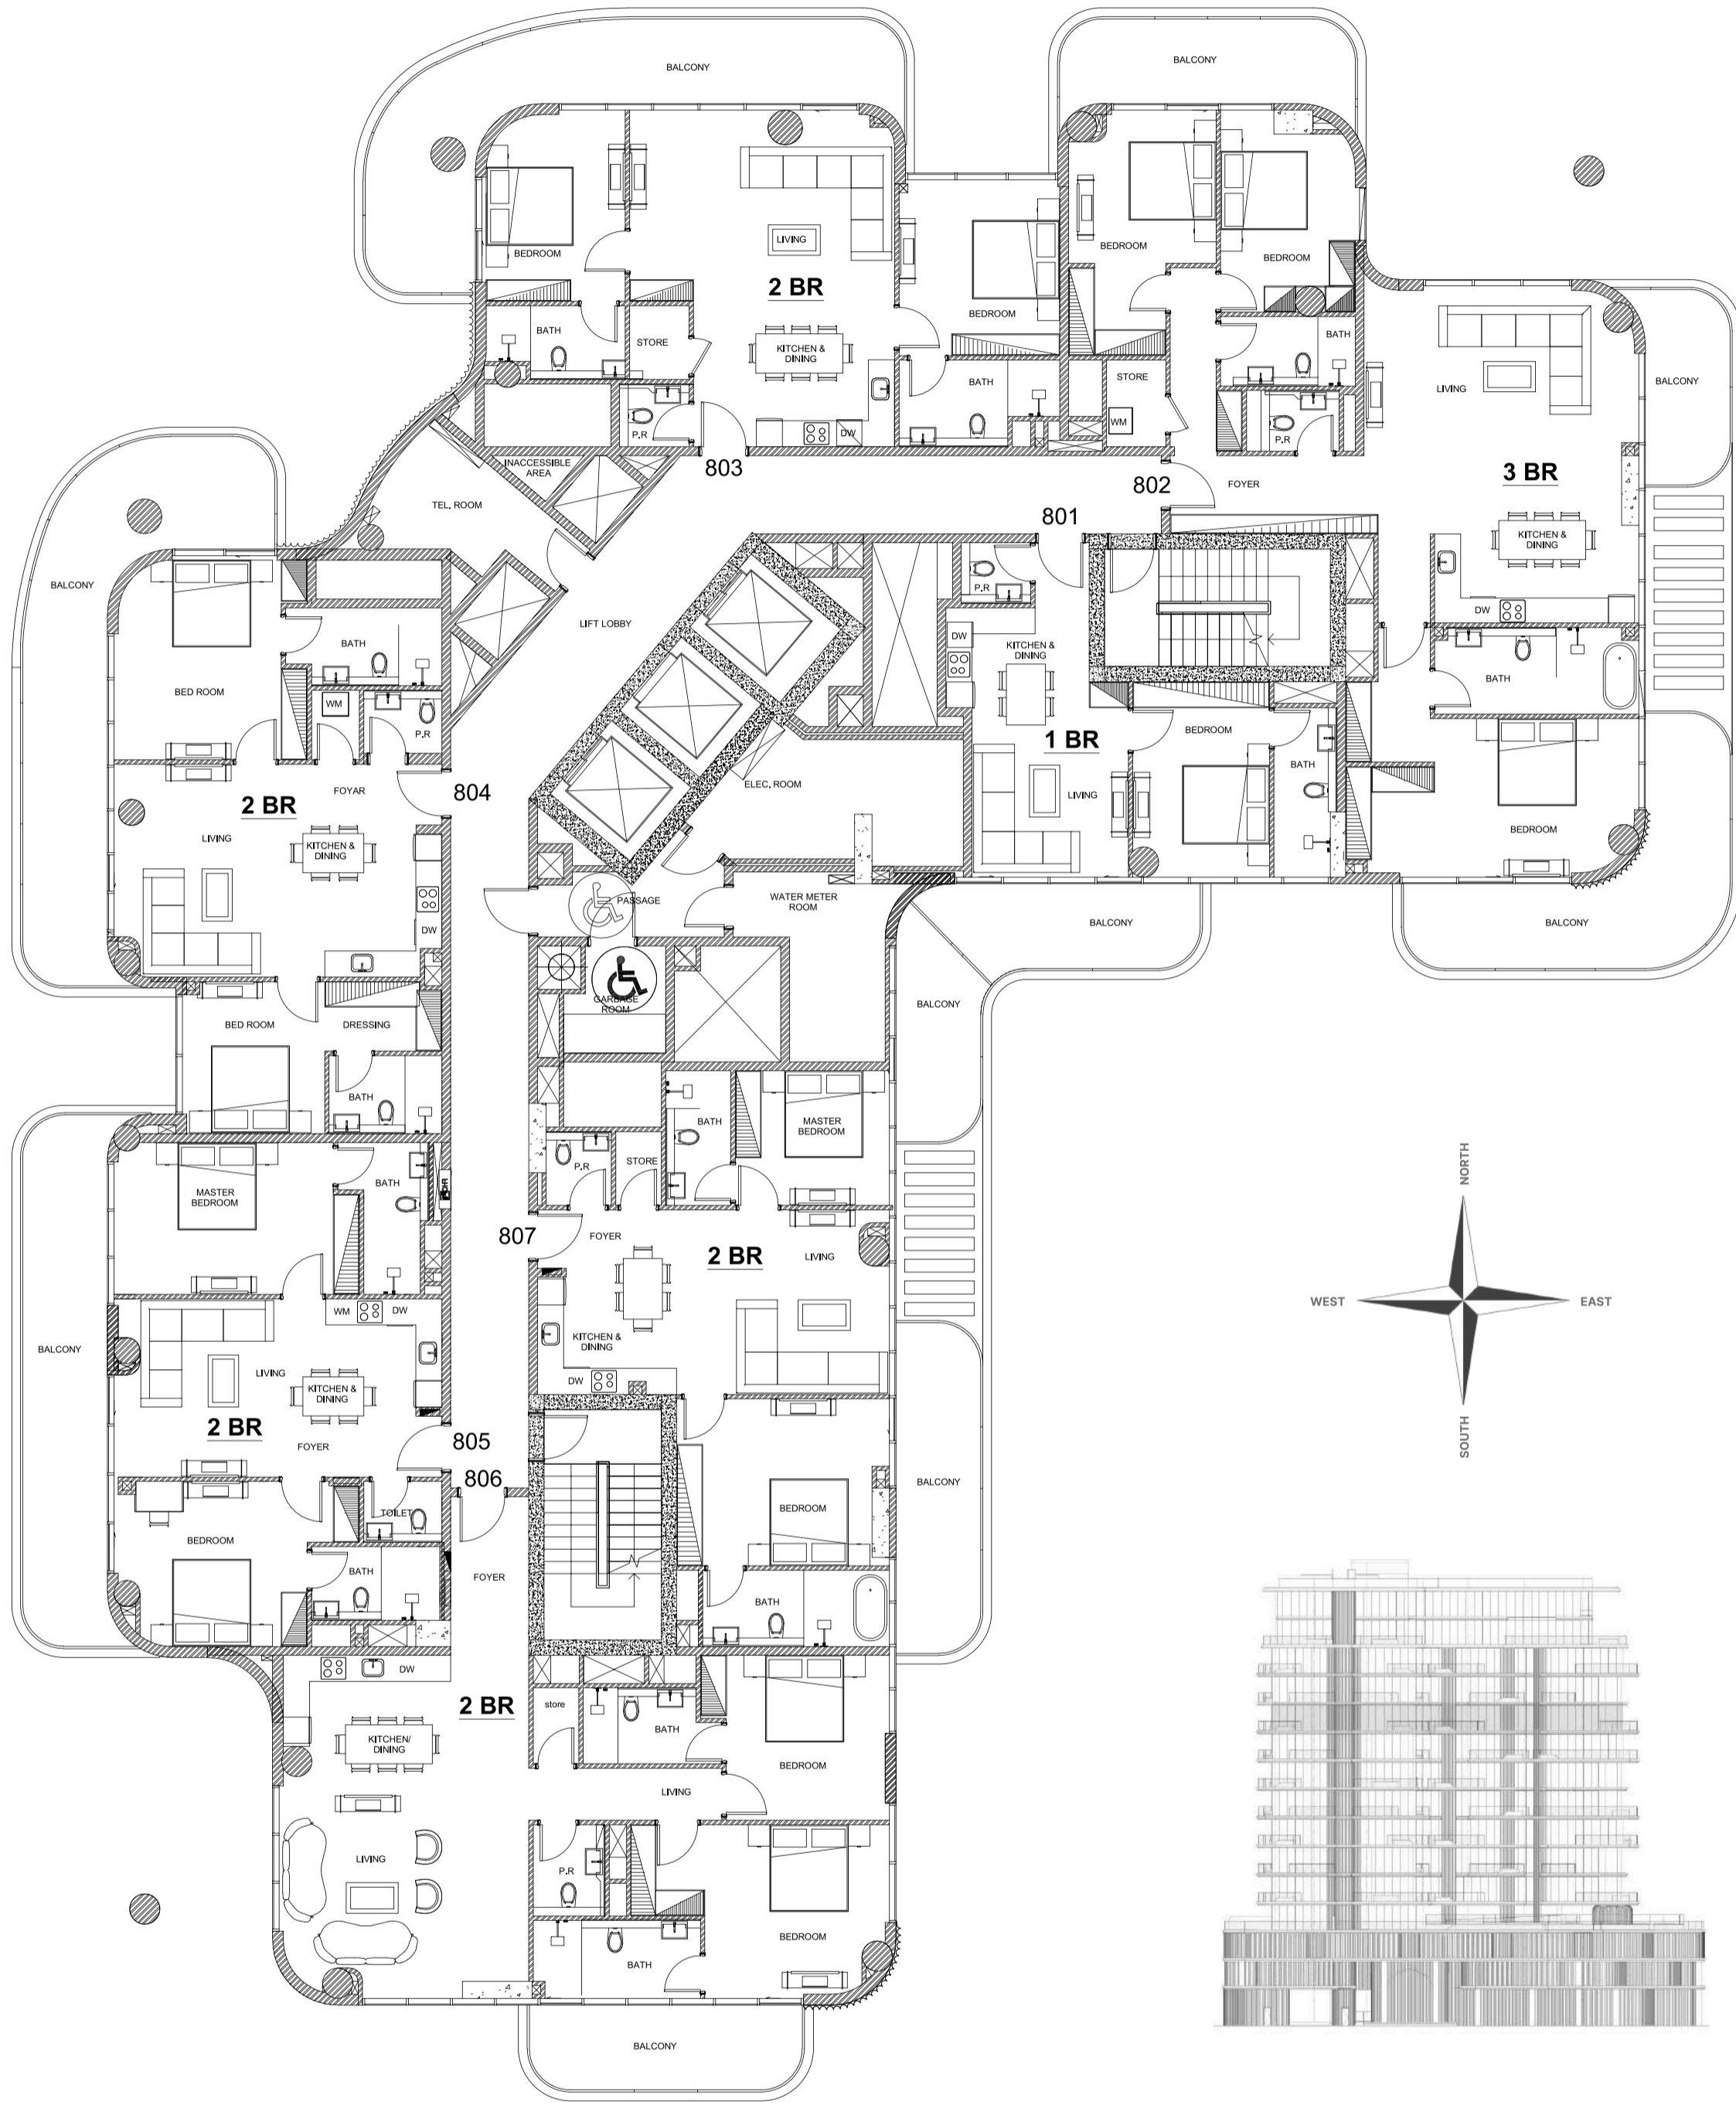 BALCONY
BALCONY
BEDROOM
LIVING
2 BR
BEDROOM
BEDROOM
BEDROOM
BATH
STORE
KITCHEN &
DINING
BATH
STORE
WM
BATH
P.R
DW
P.R
LIVING
BALCONY
803
INACCESSIBLE
AREA
TEL. ROOM
802
FOYER
3 BR
801
KITCHEN &
DINING
DW
BALCONY
LIFT LOBBY
P.R
DW
KITCHEN &
DINING
BATH
BED ROOM
BATH
WM
P.R
1 BR
BEDROOM
LIVING
BATH
BEDROOM
ELEC. ROOM
FOYAR
804
2 BR
LIVING
KITCHEN &
DINING
DW
PASSAGE
WATER METER
ROOM
BALCONY
BALCONY
BALCONY
GARBAGE
ROOM
BED ROOM
DRESSING
BATH
BATH
MASTER
BEDROOM
P.R
STORE
MASTER
BEDROOM
BATH
807
FOYER
2 BR
LIVING
WM
DW
KITCHEN &
DINING
DW
BALCONY
LIVING
KITCHEN &
DINING
2 BR
FOYER
805
806
BALCONY
BEDROOM
TOILET
BEDROOM
BATH
FOYER
BATH
DW
2 BR
store
BATH
KITCHEN/
DINING
BEDROOM
LIVING
LIVING
P.R
BATH
BEDROOM
BALCONY
NORTH
WEST
EAST
SOUTH